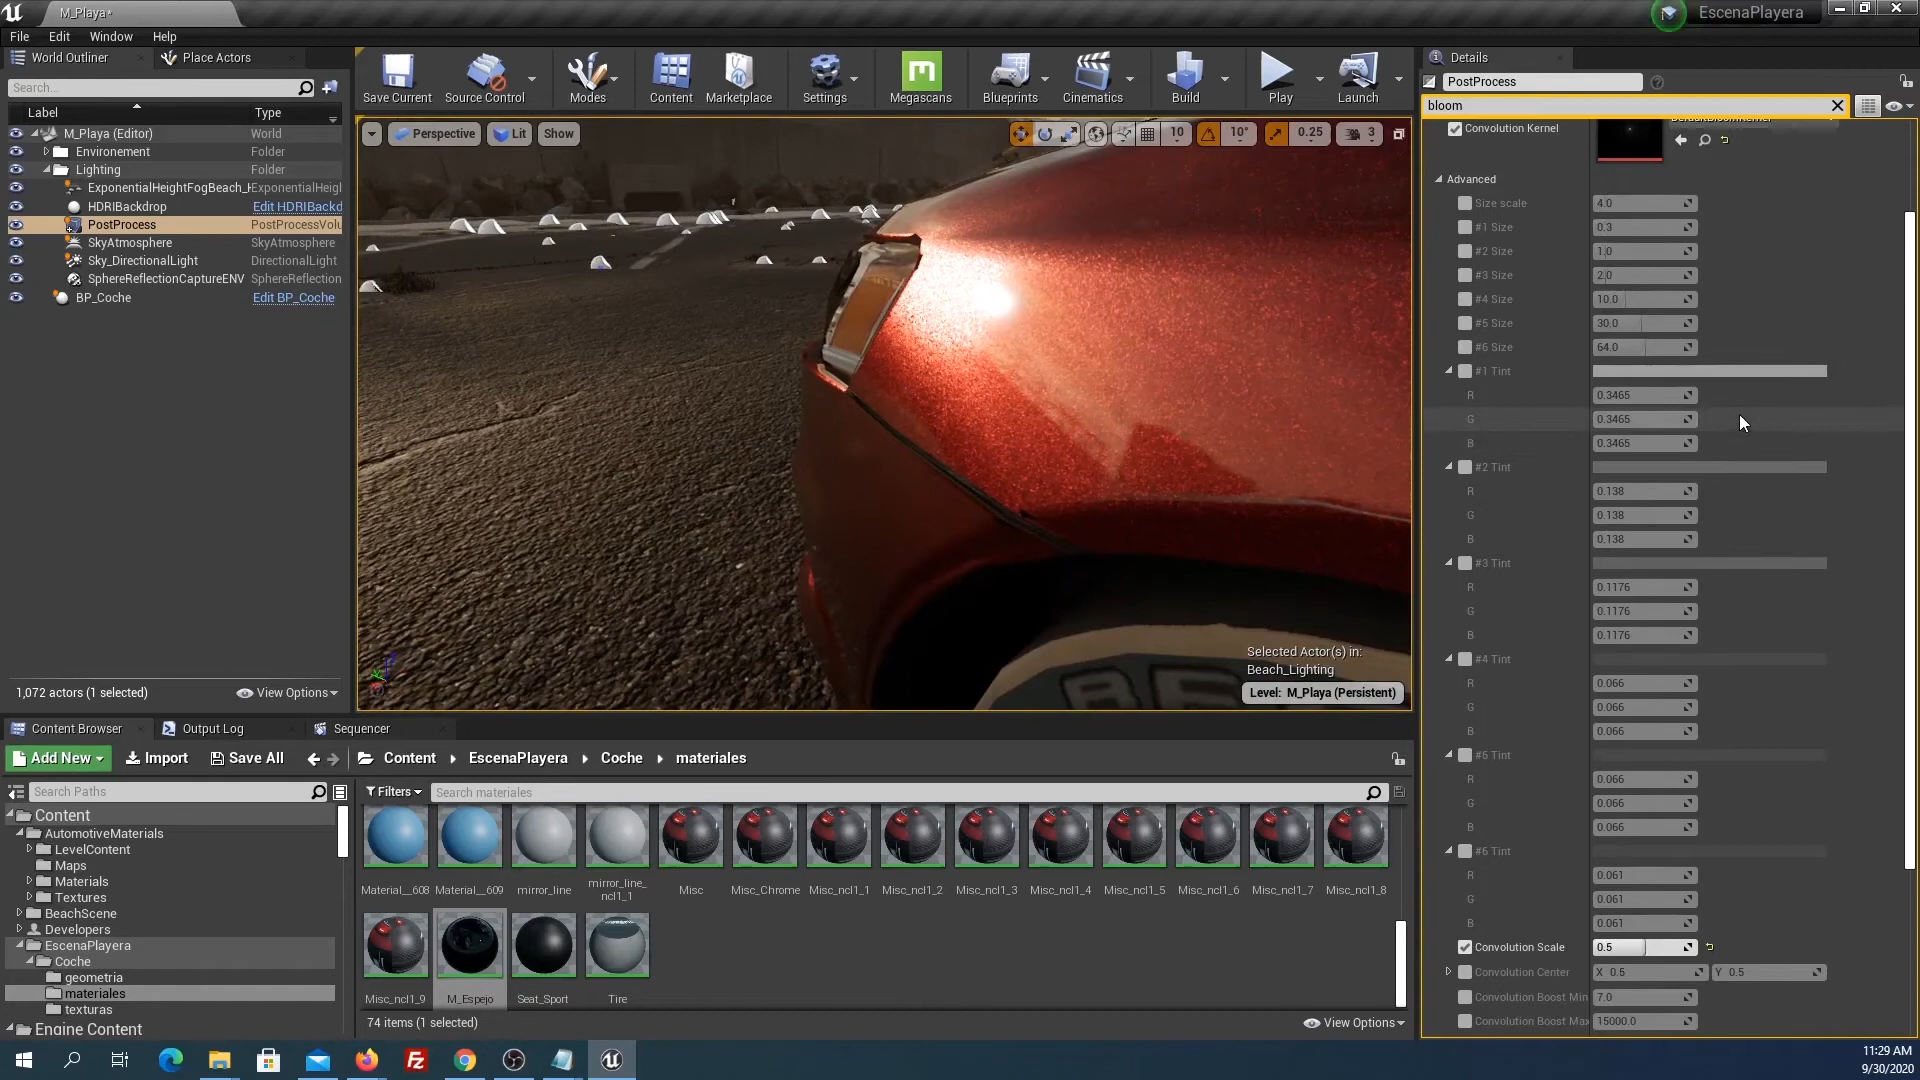 M_Playa*
EscenaPlayera
File Edit Window Help
World Outliner
Place Actors
Search...
Label Type
M_Playa (Editor) World
Environement Folder
Lighting Folder
ExponentialHeightFogBeach_ ExponentialHeigh
HDRIBackdrop Edit HDRIBackd
PostProcess PostProcessVolu
SkyAtmosphere SkyAtmosphere
Sky_DirectionalLight DirectionalLight
SphereReflectionCaptureENV SphereReflection
BP_Coche Edit BP_Coche
1,072 actors (1 selected) View Options
Save Current Source Control Modes Content Marketplace Settings Megascans Blueprints Cinematics Build Play Launch
Perspective Lit Show
10 10° 0.25 3
Selected Actor(s) in:
Beach_Lighting
Level: M_Playa (Persistent)
Details
PostProcess
bloom
Convolution Kernel
Advanced
Size scale 4.0
#1 Size 0.3
#2 Size 1.0
#3 Size 2.0
#4 Size 10.0
#5 Size 30.0
#6 Size 64.0
#1 Tint
R 0.3465
G 0.3465
B 0.3465
#2 Tint
R 0.138
G 0.138
B 0.138
#3 Tint
R 0.1176
G 0.1176
B 0.1176
#4 Tint
R 0.066
G 0.066
B 0.066
#5 Tint
R 0.066
G 0.066
B 0.066
#6 Tint
R 0.061
G 0.061
B 0.061
Convolution Scale 0.5
Convolution Center X 0.5 Y 0.5
Convolution Boost Min 7.0
Convolution Boost Max 15000.0
Content Browser Output Log Sequencer
Add New Import Save All Content EscenaPlayera Coche materiales
Search Paths
Filters Search materiales
Content
AutomotiveMaterials
LevelContent
Maps
Materials
Textures
BeachScene
Developers
EscenaPlayera
Coche
geometria
materiales
texturas
Engine Content
Material__608 Material__609 mirror_line mirror_line_ncl1_1 Misc Misc_Chrome Misc_ncl1_1 Misc_ncl1_2 Misc_ncl1_3 Misc_ncl1_4 Misc_ncl1_5 Misc_ncl1_6 Misc_ncl1_7 Misc_ncl1_8
Misc_ncl1_9 M_Espejo Seat_Sport Tire
74 items (1 selected) View Options
11:29 AM
9/30/2020